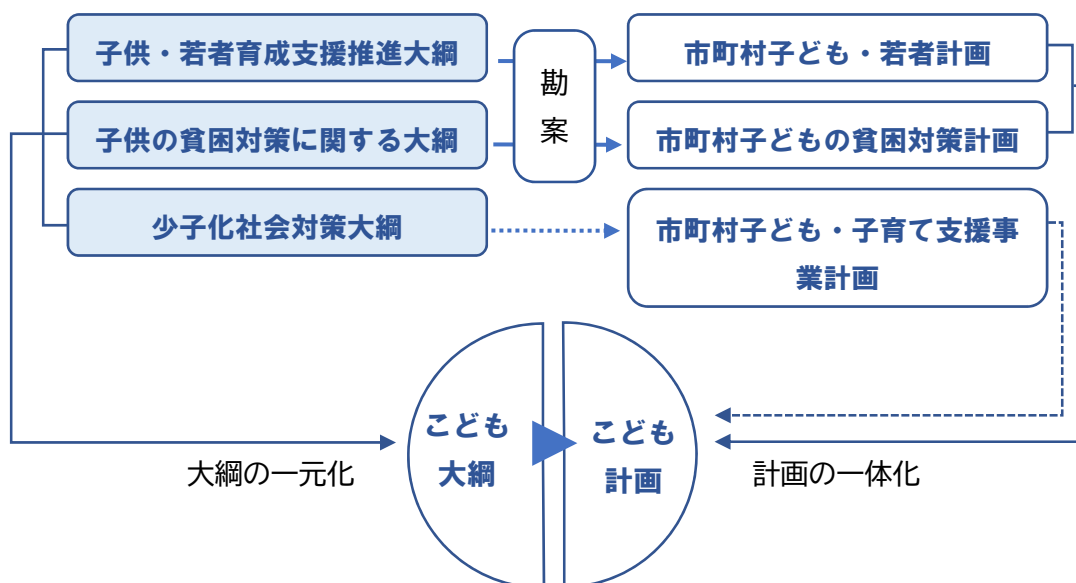 子供・若者育成支援推進大綱
子供の貧困対策に関する大綱
少子化社会対策大綱
勘
案
市町村子ども・若者計画
市町村子どもの貧困対策計画
市町村子ども・子育て支援事
業計画
こども
大綱
こども
計画
大綱の一元化
計画の一体化